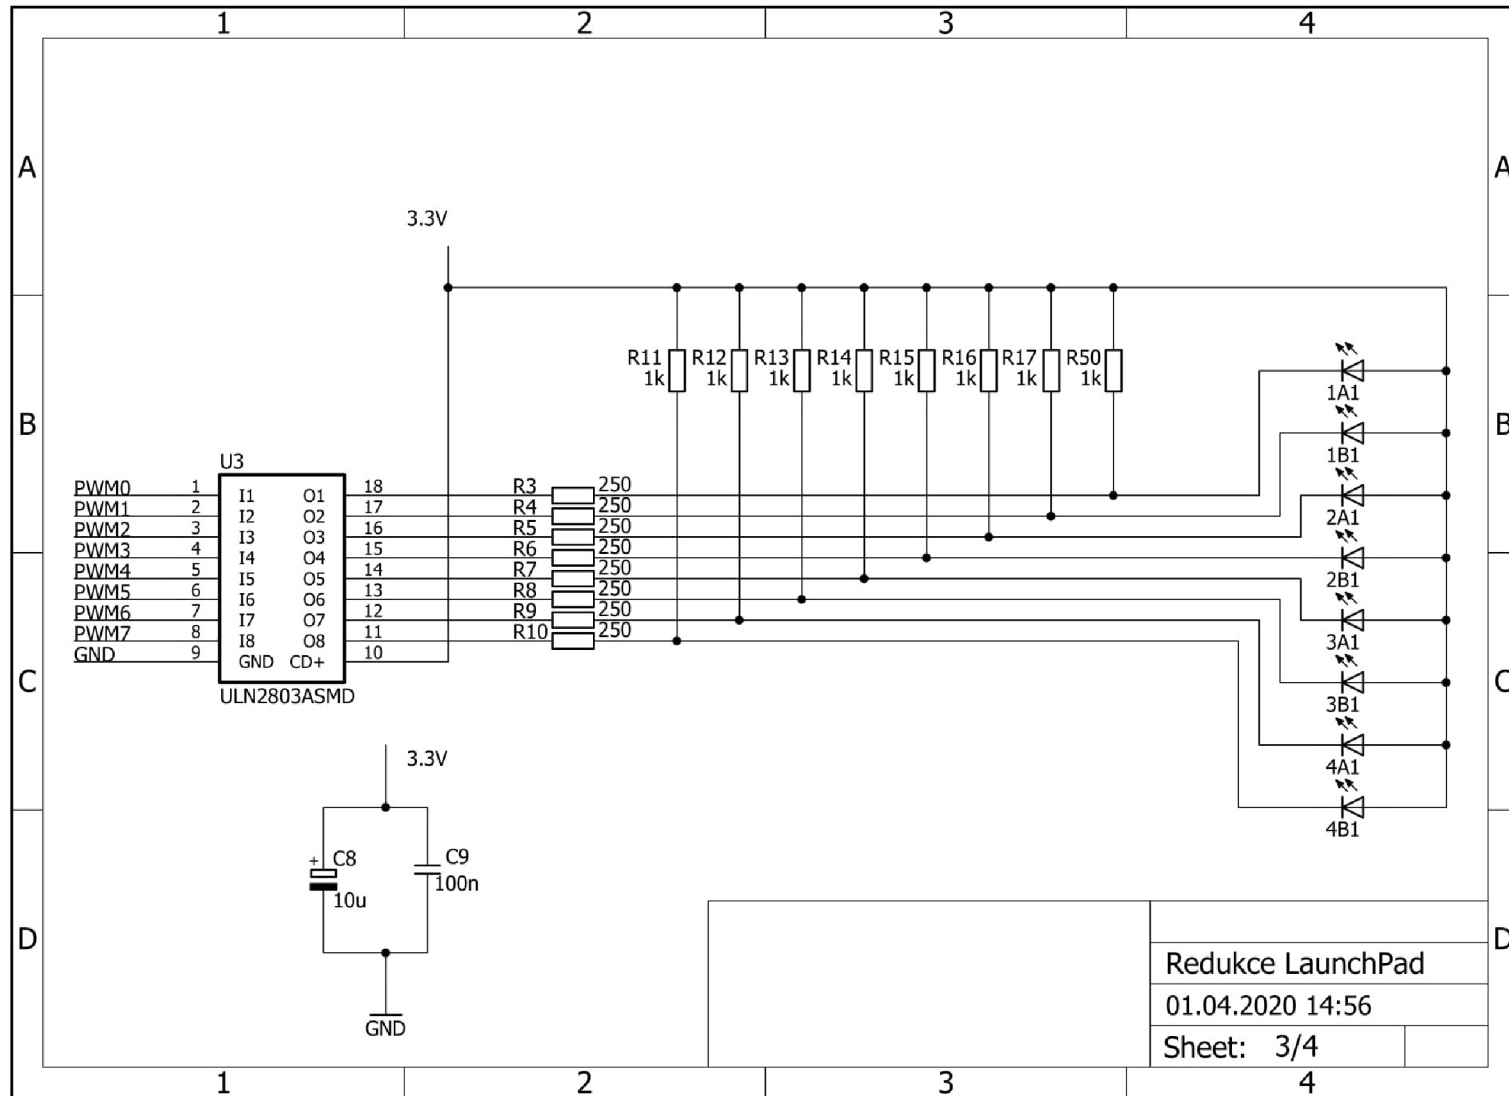 1 2 3 4
A A
3.3V
R11 R12 R13 R14 R15 R16 R17 R50
1k 1k 1k 1k 1k 1k 1k 1k
1A1
B B
1B1
U3
PWM0 1 I1 O1 18 R3 250
2A1
PWM1 2 I2 O2 17 R4 250
PWM2 3 I3 O3 16 R5 250
PWM3 4 I4 O4 15 R6 250
PWM4 5 I5 O5 14 R7 250
2B1
PWM5 6 I6 O6 13 R8 250
PWM6 7 I7 O7 12 R9 250
PWM7 8 I8 O8 11 R10 250
3A1
GND 9 GND CD+ 10
C C
ULN2803ASMD
3B1
3.3V
4A1
4B1
+ C8 C9
10u 100n
D D
Redukce LaunchPad
01.04.2020 14:56
GND
Sheet: 3/4
1 2 3 4